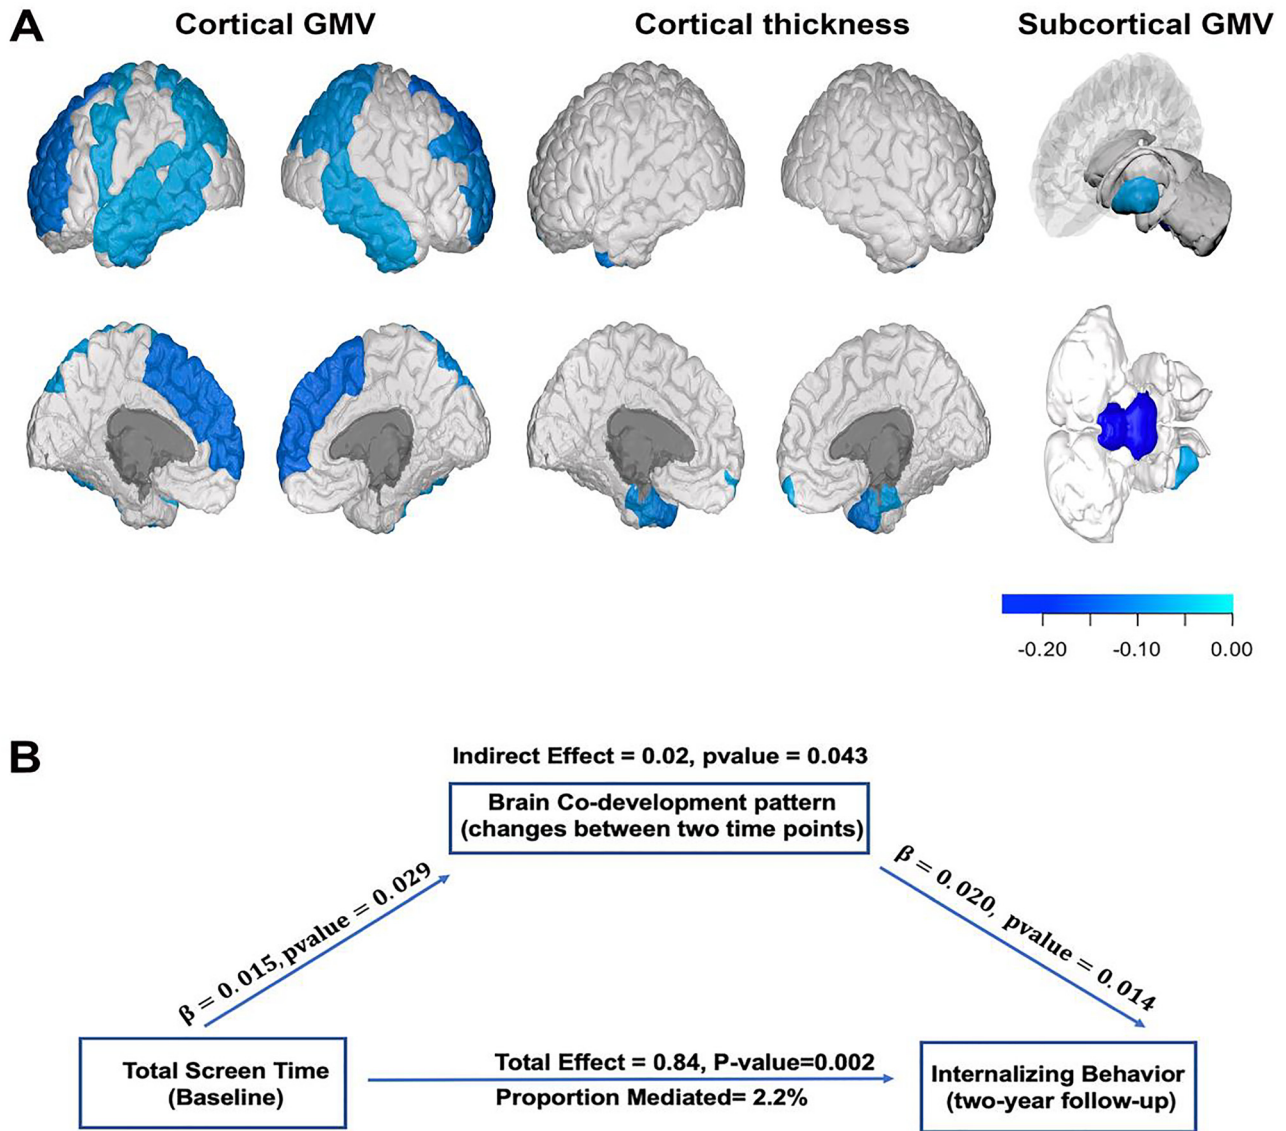 A
Cortical GMV
Cortical thickness
Subcortical GMV
-0.20
-0.10
0.00
B
Indirect Effect = 0.02, pvalue = 0.043
Brain Co-development pattern
(changes between two time points)
β = 0.015, pvalue = 0.029
β = 0.020, pvalue = 0.014
Total Screen Time
(Baseline)
Total Effect = 0.84, P-value=0.002
Proportion Mediated= 2.2%
Internalizing Behavior
(two-year follow-up)